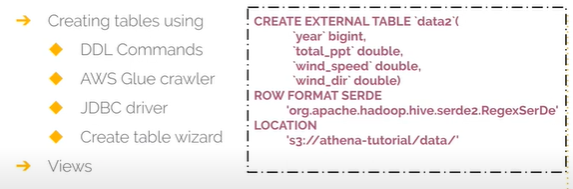 ➔ Creating tables using
◆ DDL Commands
◆ AWS Glue crawler
◆ JDBC driver
◆ Create table wizard
➔ Views
CREATE EXTERNAL TABLE `data2`(
`year` bigint,
`total_ppt` double,
`wind_speed` double,
`wind_dir` double)
ROW FORMAT SERDE
'org.apache.hadoop.hive.serde2.RegexSerDe'
LOCATION
's3://athena-tutorial/data/'